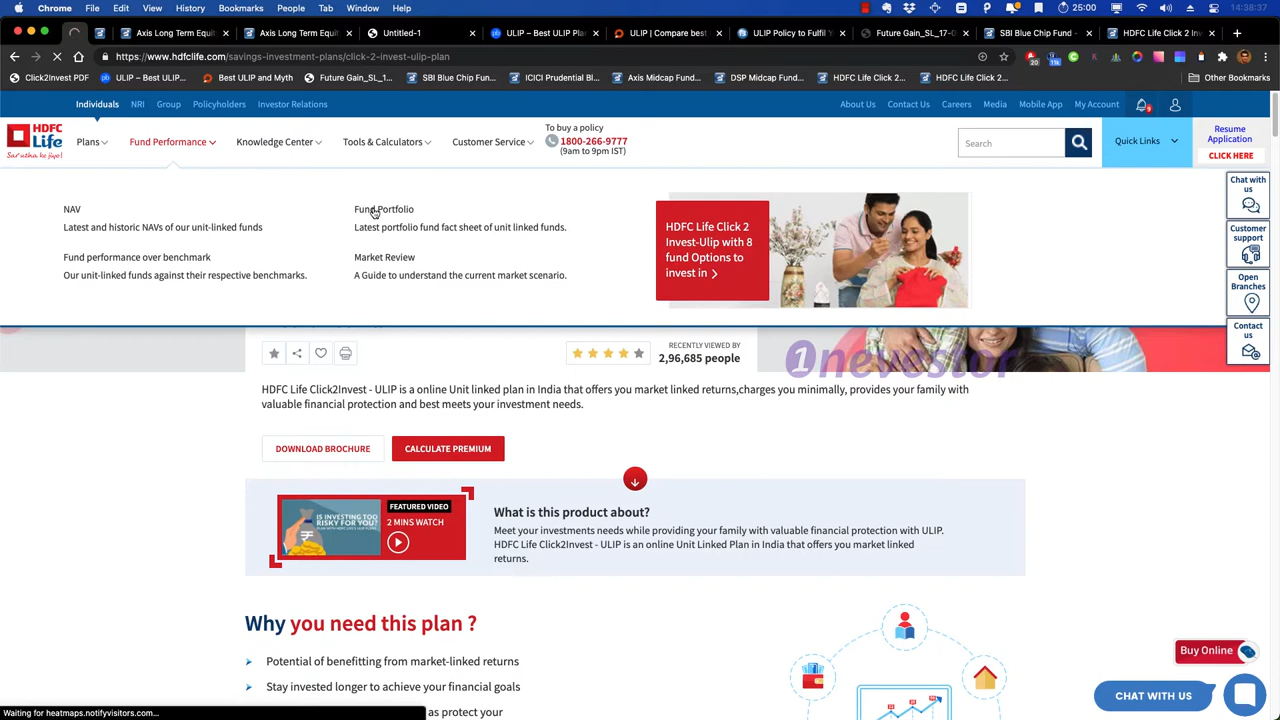 Chrome File Edit View History Bookmarks Profiles Tab Window Help
25:00 14:38:37
Axis Long Term Equi
Axis Long Term Equi
Untitled-1
ULIP – Best ULIP Pla
ULIP | Compare best
ULIP Policy to Fulfil Y
Future Gain_SL_17-0
SBI Blue Chip Fund -
HDFC Life Click 2 Inv
https://www.hdfclife.com/savings-investment-plans/click-2-invest-ulip-plan
Click2Invest PDF
ULIP – Best ULIP...
Best ULIP and Myth
Future Gain_SL_1...
SBI Blue Chip Fun...
ICICI Prudential Bl...
Axis Midcap Fund...
DSP Midcap Fund...
HDFC Life Click 2...
HDFC Life Click 2...
Other Bookmarks
Individuals NRI Group Policyholders Investor Relations
About Us Contact Us Careers Media Mobile App My Account
HDFC
Life
Sar utha ke jiyo!
Plans
Fund Performance
Knowledge Center
Tools & Calculators
Customer Service
To buy a policy
1800-266-9777
(9am to 9pm IST)
Search
Quick Links
Resume
Application
CLICK HERE
NAV
Latest and historic NAVs of our unit-linked funds
Fund performance over benchmark
Our unit-linked funds against their respective benchmarks.
Fund Portfolio
Latest portfolio fund fact sheet of unit linked funds.
Market Review
A Guide to understand the current market scenario.
HDFC Life Click 2
Invest-Ulip with 8
fund Options to
invest in
Chat with
us
Customer
support
Open
Branches
Contact
us
RECENTLY VIEWED BY
2,96,685 people
1nevestor
HDFC Life Click2Invest - ULIP is a online Unit linked plan in India that offers you market linked returns,charges you minimally, provides your family with
valuable financial protection and best meets your investment needs.
DOWNLOAD BROCHURE
CALCULATE PREMIUM
IS INVESTING TOO
RISKY FOR YOU?
FEATURED VIDEO
2 MINS WATCH
What is this product about?
Meet your investments needs while providing your family with valuable financial protection with ULIP.
HDFC Life Click2Invest - ULIP is an online Unit Linked Plan in India that offers you market linked
returns.
Why you need this plan ?
Potential of benefitting from market-linked returns
Stay invested longer to achieve your financial goals
as protect your
Buy Online
CHAT WITH US
Waiting for heatmaps.notifyvisitors.com...